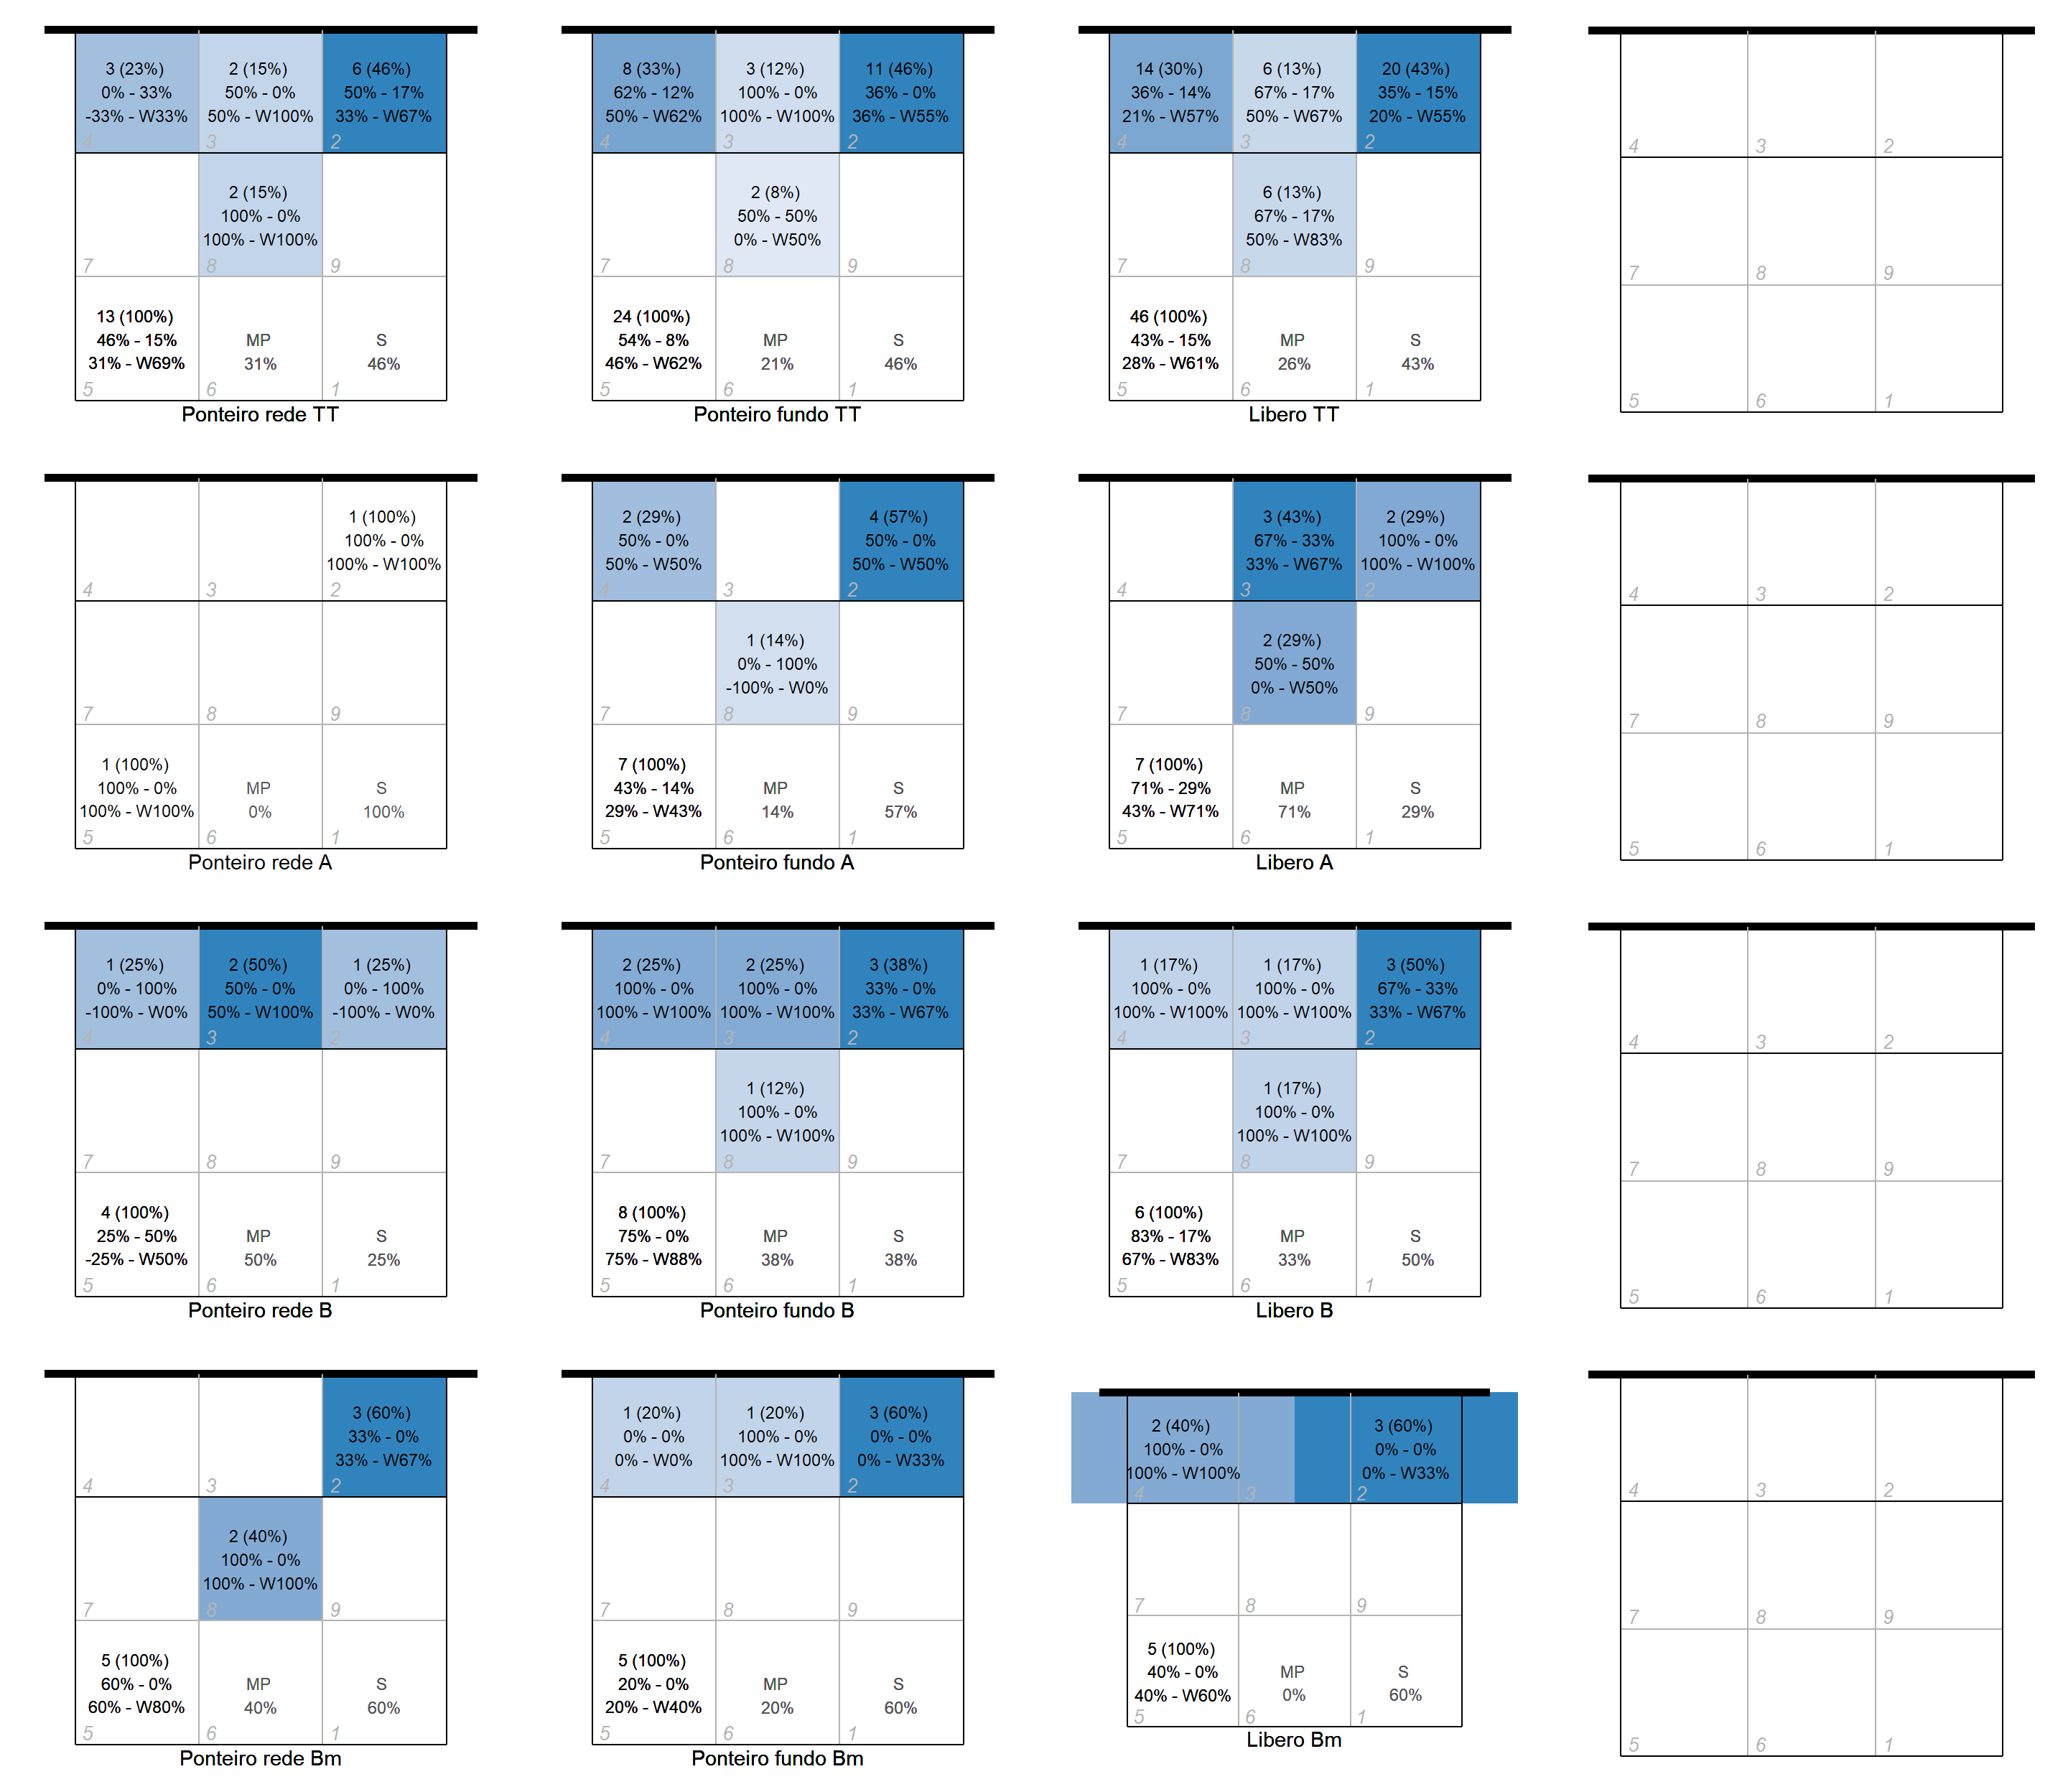 3 (23%)
0% - 33%
-33% - W33%
4
2 (15%)
50% - 0%
50% - W100%
3
6 (46%)
50% - 17%
33% - W67%
2
7
2 (15%)
100% - 0%
100% - W100%
8
9
13 (100%)
46% - 15%
31% - W69%
5
MP
31%
6
S
46%
1
Ponteiro rede TT
8 (33%)
62% - 12%
50% - W62%
4
3 (12%)
100% - 0%
100% - W100%
3
11 (46%)
36% - 0%
36% - W55%
2
7
2 (8%)
50% - 50%
0% - W50%
8
9
24 (100%)
54% - 8%
46% - W62%
5
MP
21%
6
S
46%
1
Ponteiro fundo TT
14 (30%)
36% - 14%
21% - W57%
4
6 (13%)
67% - 17%
50% - W67%
3
20 (43%)
35% - 15%
20% - W55%
2
7
6 (13%)
67% - 17%
50% - W83%
8
9
46 (100%)
43% - 15%
28% - W61%
5
MP
26%
6
S
43%
1
Libero TT
4
3
2
7
8
9
5
6
1
4
3
1 (100%)
100% - 0%
100% - W100%
2
7
8
9
1 (100%)
100% - 0%
100% - W100%
5
MP
0%
6
S
100%
1
Ponteiro rede A
2 (29%)
50% - 0%
50% - W50%
4
3
4 (57%)
50% - 0%
50% - W50%
2
7
1 (14%)
0% - 100%
-100% - W0%
8
9
7 (100%)
43% - 14%
29% - W43%
5
MP
14%
6
S
57%
1
Ponteiro fundo A
4
3 (43%)
67% - 33%
33% - W67%
3
2 (29%)
100% - 0%
100% - W100%
2
7
2 (29%)
50% - 50%
0% - W50%
8
9
7 (100%)
71% - 29%
43% - W71%
5
MP
71%
6
S
29%
1
Libero A
4
3
2
7
8
9
5
6
1
1 (25%)
0% - 100%
-100% - W0%
4
2 (50%)
50% - 0%
50% - W100%
3
1 (25%)
0% - 100%
-100% - W0%
2
7
8
9
4 (100%)
25% - 50%
-25% - W50%
5
MP
50%
6
S
25%
1
Ponteiro rede B
2 (25%)
100% - 0%
100% - W100%
4
2 (25%)
100% - 0%
100% - W100%
3
3 (38%)
33% - 0%
33% - W67%
2
7
1 (12%)
100% - 0%
100% - W100%
8
9
8 (100%)
75% - 0%
75% - W88%
5
MP
38%
6
S
38%
1
Ponteiro fundo B
1 (17%)
100% - 0%
100% - W100%
4
1 (17%)
100% - 0%
100% - W100%
3
3 (50%)
67% - 33%
33% - W67%
2
7
1 (17%)
100% - 0%
100% - W100%
8
9
6 (100%)
83% - 17%
67% - W83%
5
MP
33%
6
S
50%
1
Libero B
4
3
2
7
8
9
5
6
1
4
3
3 (60%)
33% - 0%
33% - W67%
2
7
2 (40%)
100% - 0%
100% - W100%
8
9
5 (100%)
60% - 0%
60% - W80%
5
MP
40%
6
S
60%
1
Ponteiro rede Bm
1 (20%)
0% - 0%
0% - W0%
4
1 (20%)
100% - 0%
100% - W100%
3
3 (60%)
0% - 0%
0% - W33%
2
7
8
9
5 (100%)
20% - 0%
20% - W40%
5
MP
20%
6
S
60%
1
Ponteiro fundo Bm
2 (40%)
100% - 0%
100% - W100%
4
3
3 (60%)
0% - 0%
0% - W33%
2
7
8
9
5 (100%)
40% - 0%
40% - W60%
5
MP
0%
6
S
60%
1
Libero Bm
4
3
2
7
8
9
5
6
1